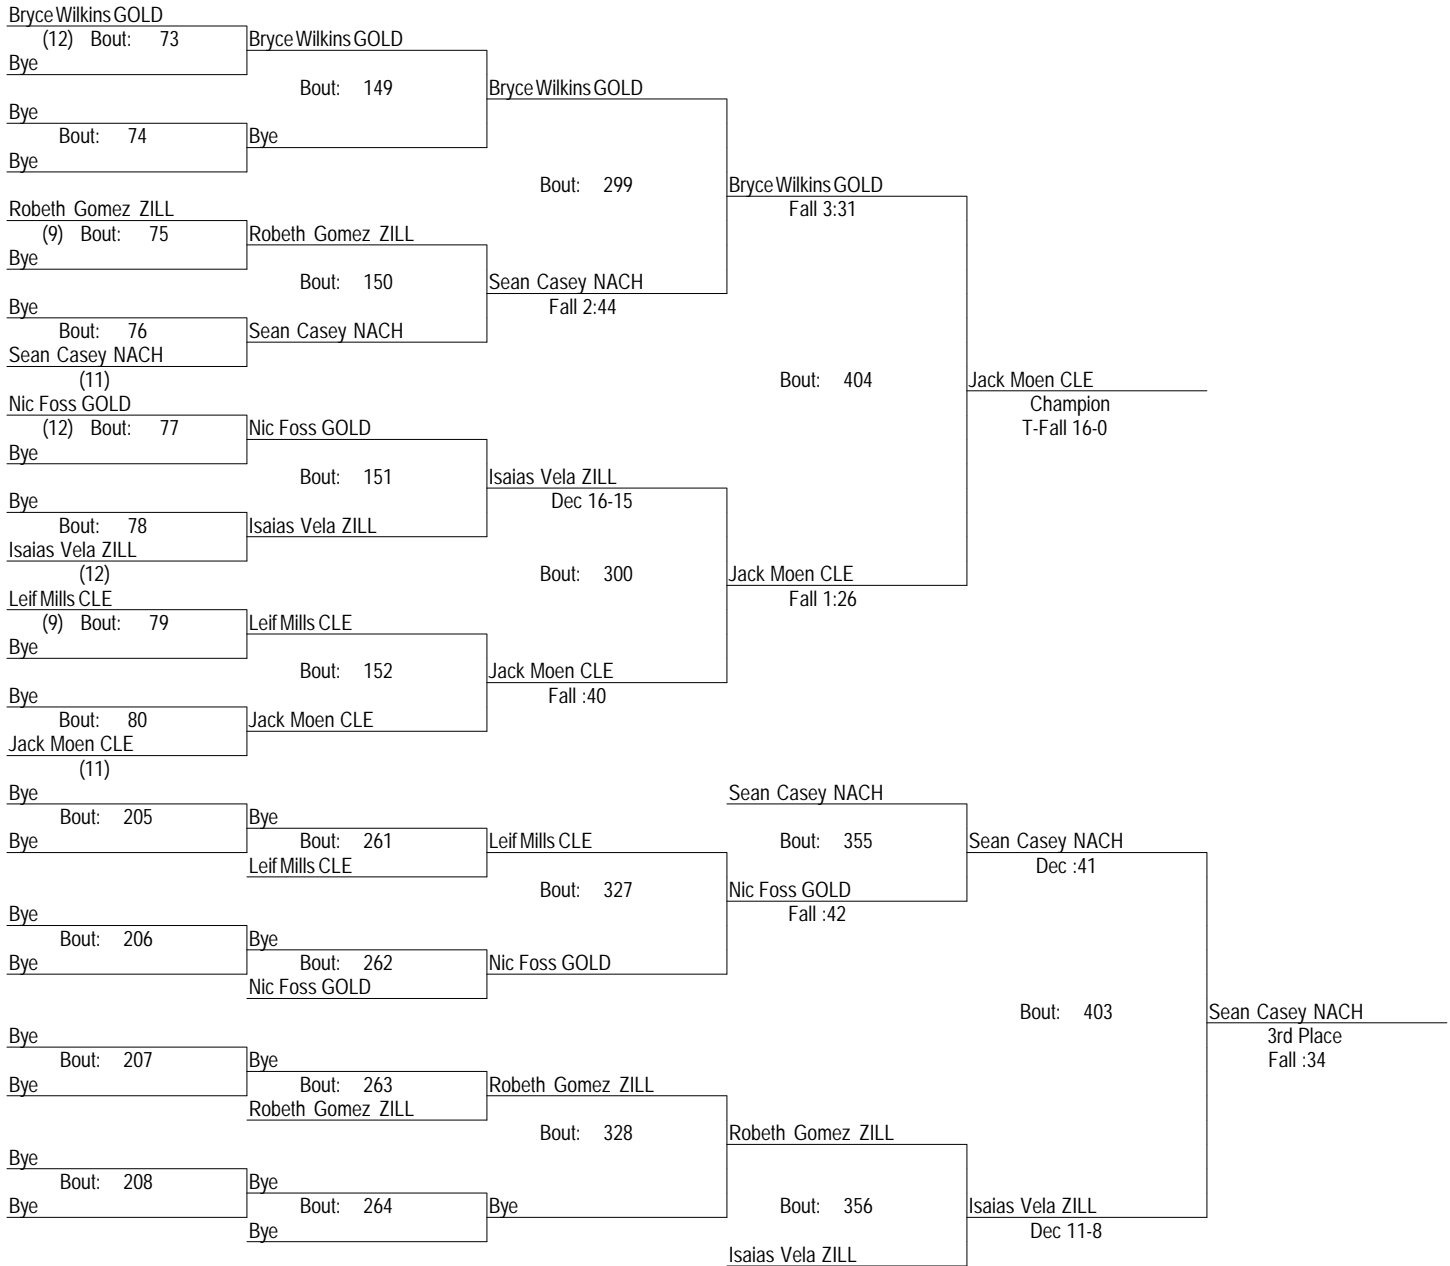 Bryce Wilkins GOLD
(12) Bout: 73
Bryce Wilkins GOLD
Bye
Bout: 149
Bryce Wilkins GOLD
Bye
Bout: 74
Bye
Bye
Bout: 299
Bryce Wilkins GOLD
Fall 3:31
Robeth Gomez ZILL
(9) Bout: 75
Robeth Gomez ZILL
Bye
Bout: 150
Sean Casey NACH
Fall 2:44
Bye
Bout: 76
Sean Casey NACH
Sean Casey NACH
(11)
Bout: 404
Jack Moen CLE
Champion
T-Fall 16-0
Nic Foss GOLD
(12) Bout: 77
Nic Foss GOLD
Bye
Bout: 151
Isaias Vela ZILL
Dec 16-15
Bye
Bout: 78
Isaias Vela ZILL
Isaias Vela ZILL
(12)
Bout: 300
Jack Moen CLE
Fall 1:26
Leif Mills CLE
(9) Bout: 79
Leif Mills CLE
Bye
Bout: 152
Jack Moen CLE
Fall :40
Bye
Bout: 80
Jack Moen CLE
Jack Moen CLE
(11)
Bye
Sean Casey NACH
Bout: 205
Bye
Bye
Bout: 261
Leif Mills CLE
Bout: 355
Sean Casey NACH
Dec :41
Leif Mills CLE
Bout: 327
Nic Foss GOLD
Fall :42
Bye
Bout: 206
Bye
Bye
Bout: 262
Nic Foss GOLD
Nic Foss GOLD
Bout: 403
Sean Casey NACH
3rd Place
Fall :34
Bye
Bout: 207
Bye
Bye
Bout: 263
Robeth Gomez ZILL
Robeth Gomez ZILL
Bout: 328
Robeth Gomez ZILL
Bye
Bout: 208
Bye
Bye
Bout: 264
Bye
Bout: 356
Isaias Vela ZILL
Dec 11-8
Bye
Isaias Vela ZILL